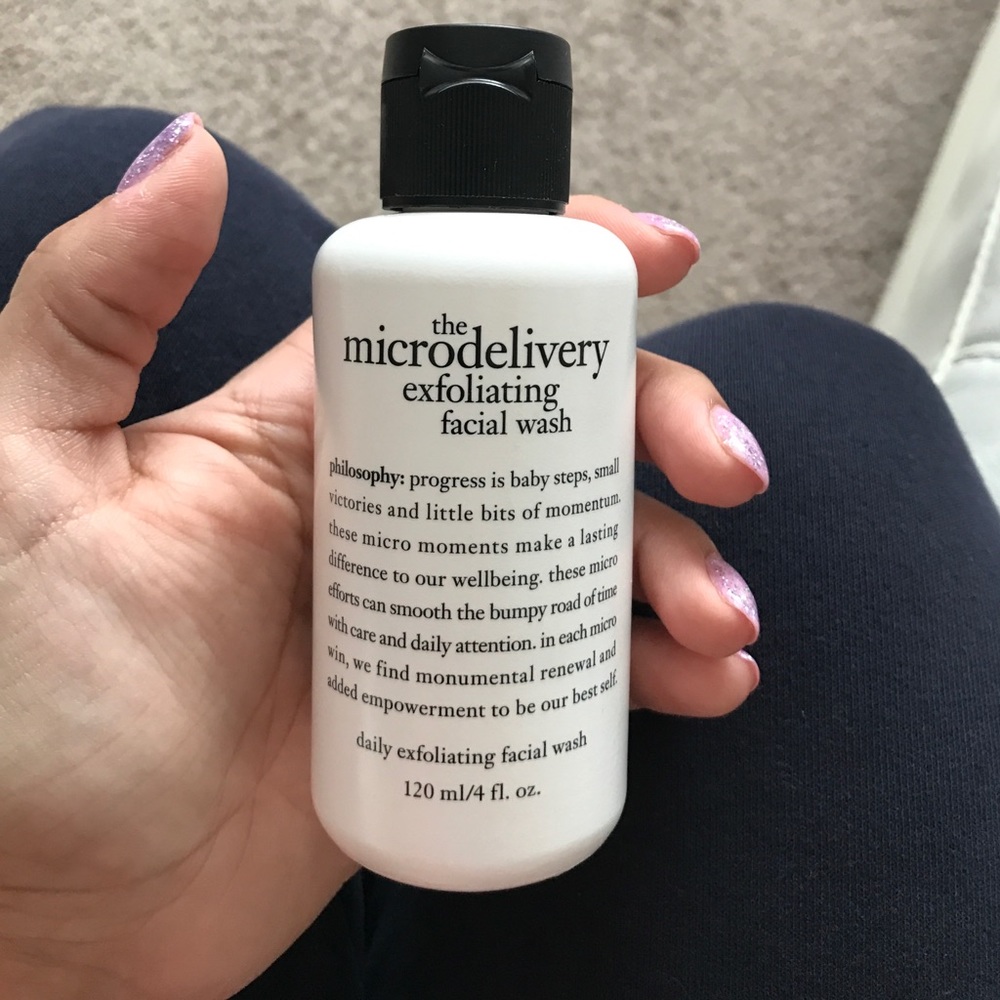 the
microdelivery
exfoliating
facial wash
philosophy: progress is baby steps, small
victories and little bits of momentum.
these micro moments make a lasting
difference to our wellbeing. these micro
efforts can smooth the bumpy road of time
with care and daily attention. in each micro
win, we find monumental renewal and
added empowerment to be our best self.
daily exfoliating facial wash
120 ml/4 fl. oz.